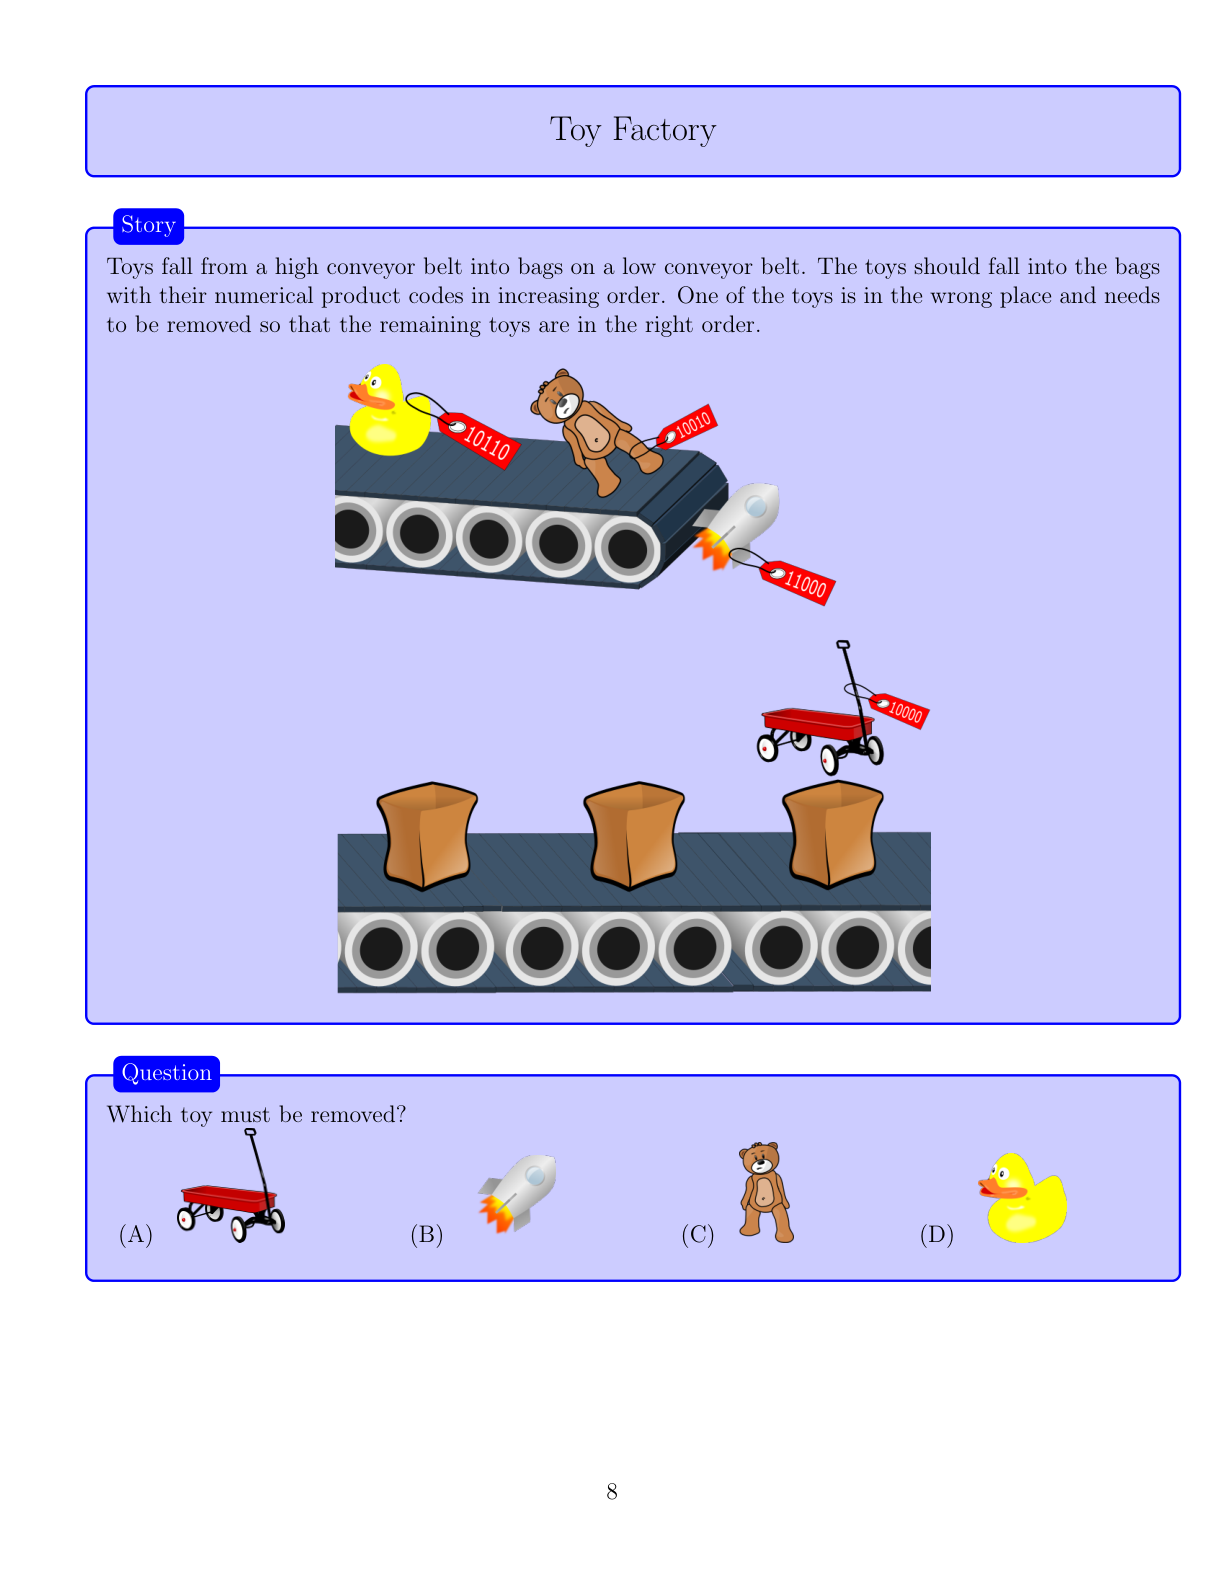 Toy Factory
Story
Toys fall from a high conveyor belt into bags on a low conveyor belt. The toys should fall into the bags
with their numerical product codes in increasing order. One of the toys is in the wrong place and needs
to be removed so that the remaining toys are in the right order.
10110
10010
11000
10000
Question
Which toy must be removed?
(A)
(B)
(C)
(D)
8